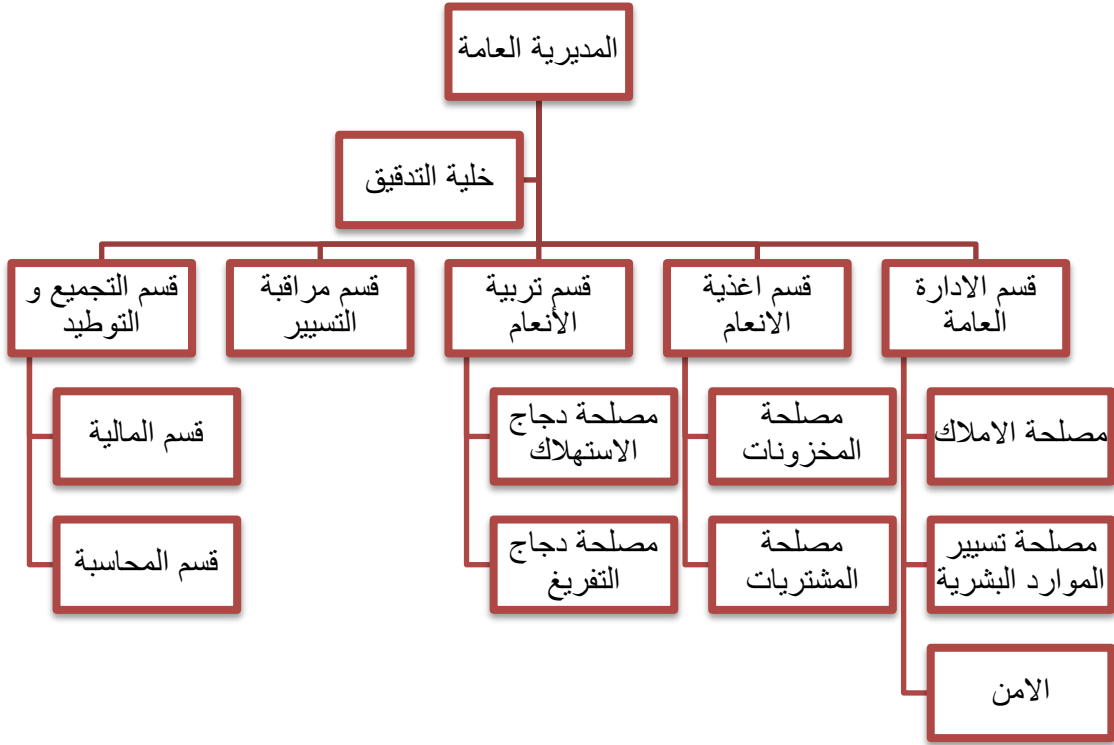 المديرية العامة
خلية التدقيق
قسم الادارة
العامة
قسم اغذية
الانعام
قسم تربية
الأنعام
قسم مراقبة
التسيير
قسم التجميع و
التوطيد
مصلحة الاملاك
مصلحة تسيير
الموارد البشرية
الامن
مصلحة
المخزونات
مصلحة
المشتريات
مصلحة دجاج
الاستهلاك
مصلحة دجاج
التفريغ
قسم المالية
قسم المحاسبة